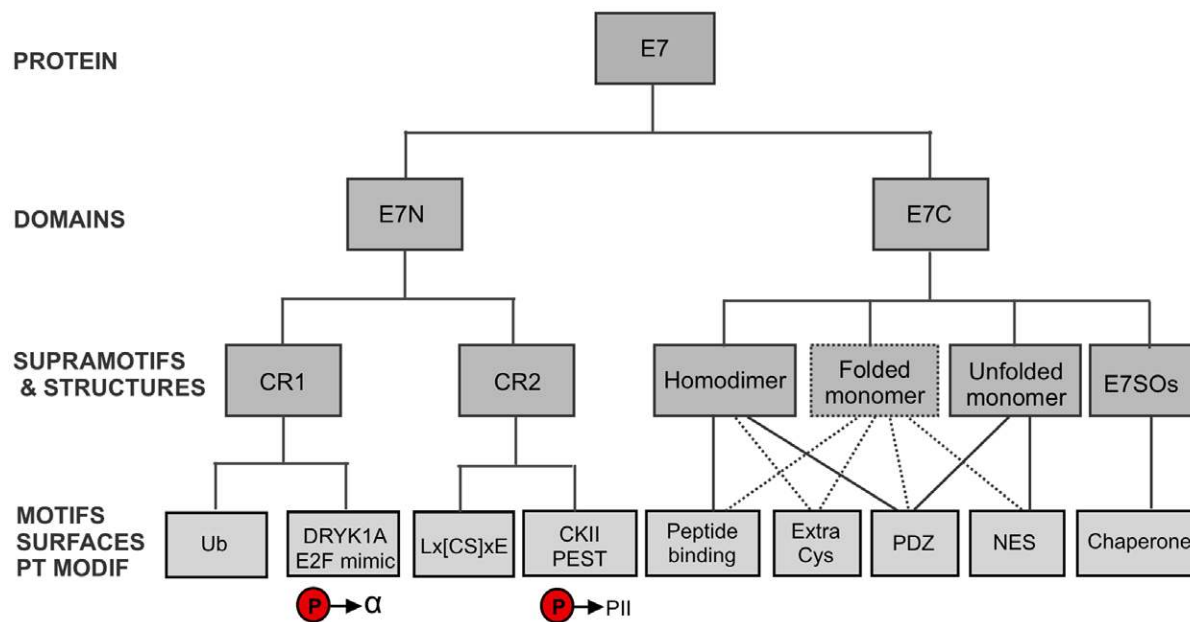 PROTEIN
E7
DOMAINS
E7N
E7C
SUPRAMOTIFS
& STRUCTURES
CR1
CR2
Homodimer
Folded
monomer
Unfolded
monomer
E7SOs
MOTIFS
SURFACES
PT MODIF
Ub
DRYK1A
E2F mimic
Lx[CS]xE
CKII
PEST
Peptide
binding
Extra
Cys
PDZ
NES
Chaperone
P α
P PII